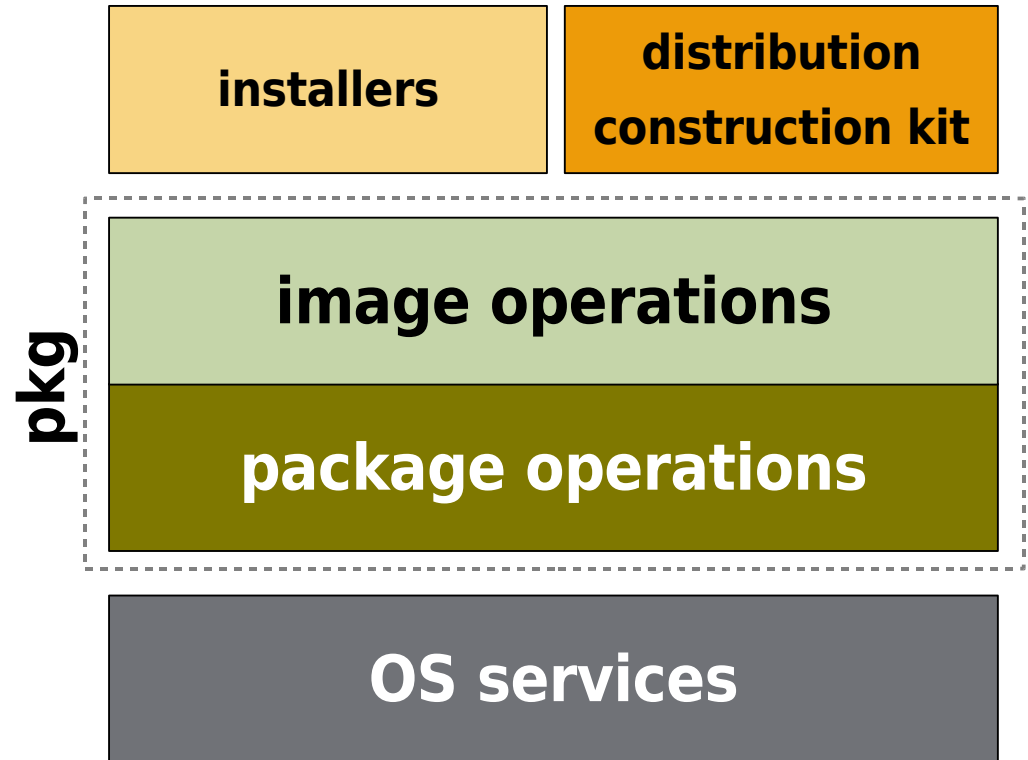 installers
distribution
construction kit
pkg
image operations
package operations
OS services